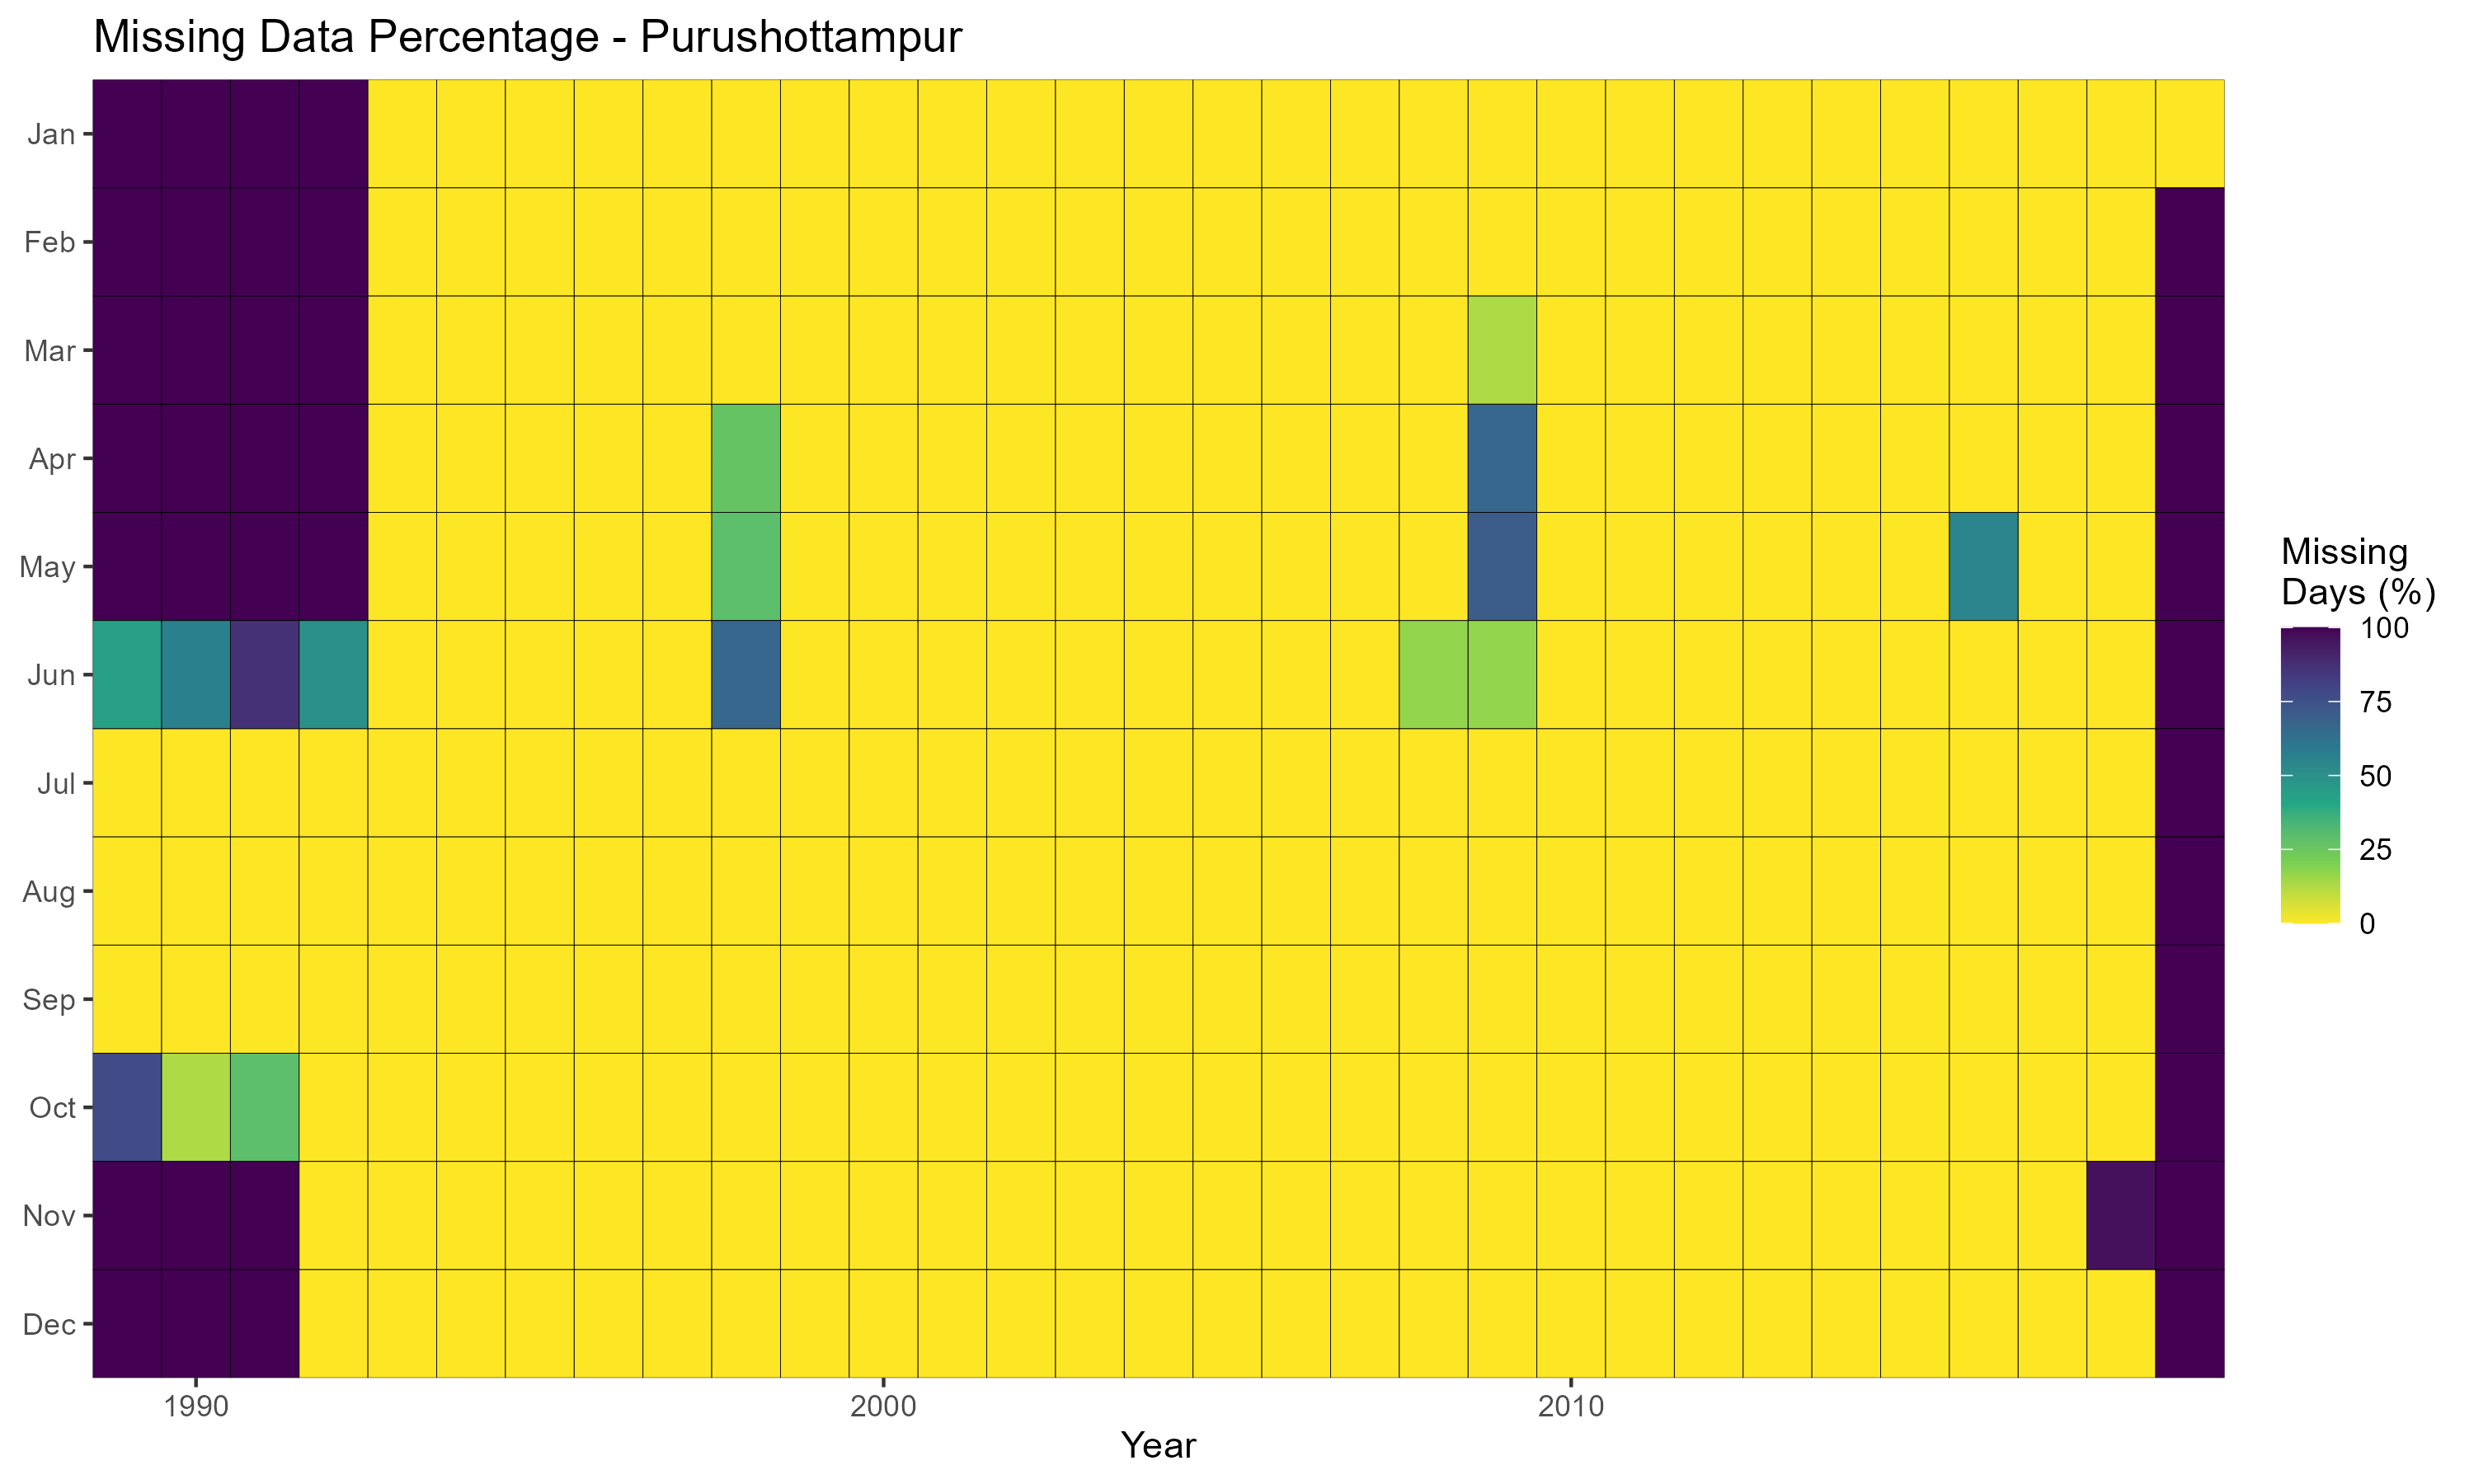 Missing Data Percentage - Purushottampur
Jan
Feb
Mar
Apr
May
Jun
Jul
Aug
Sep
Oct
Nov
Dec
1990
2000
2010
Year
Missing
Days (%)
100
75
50
25
0